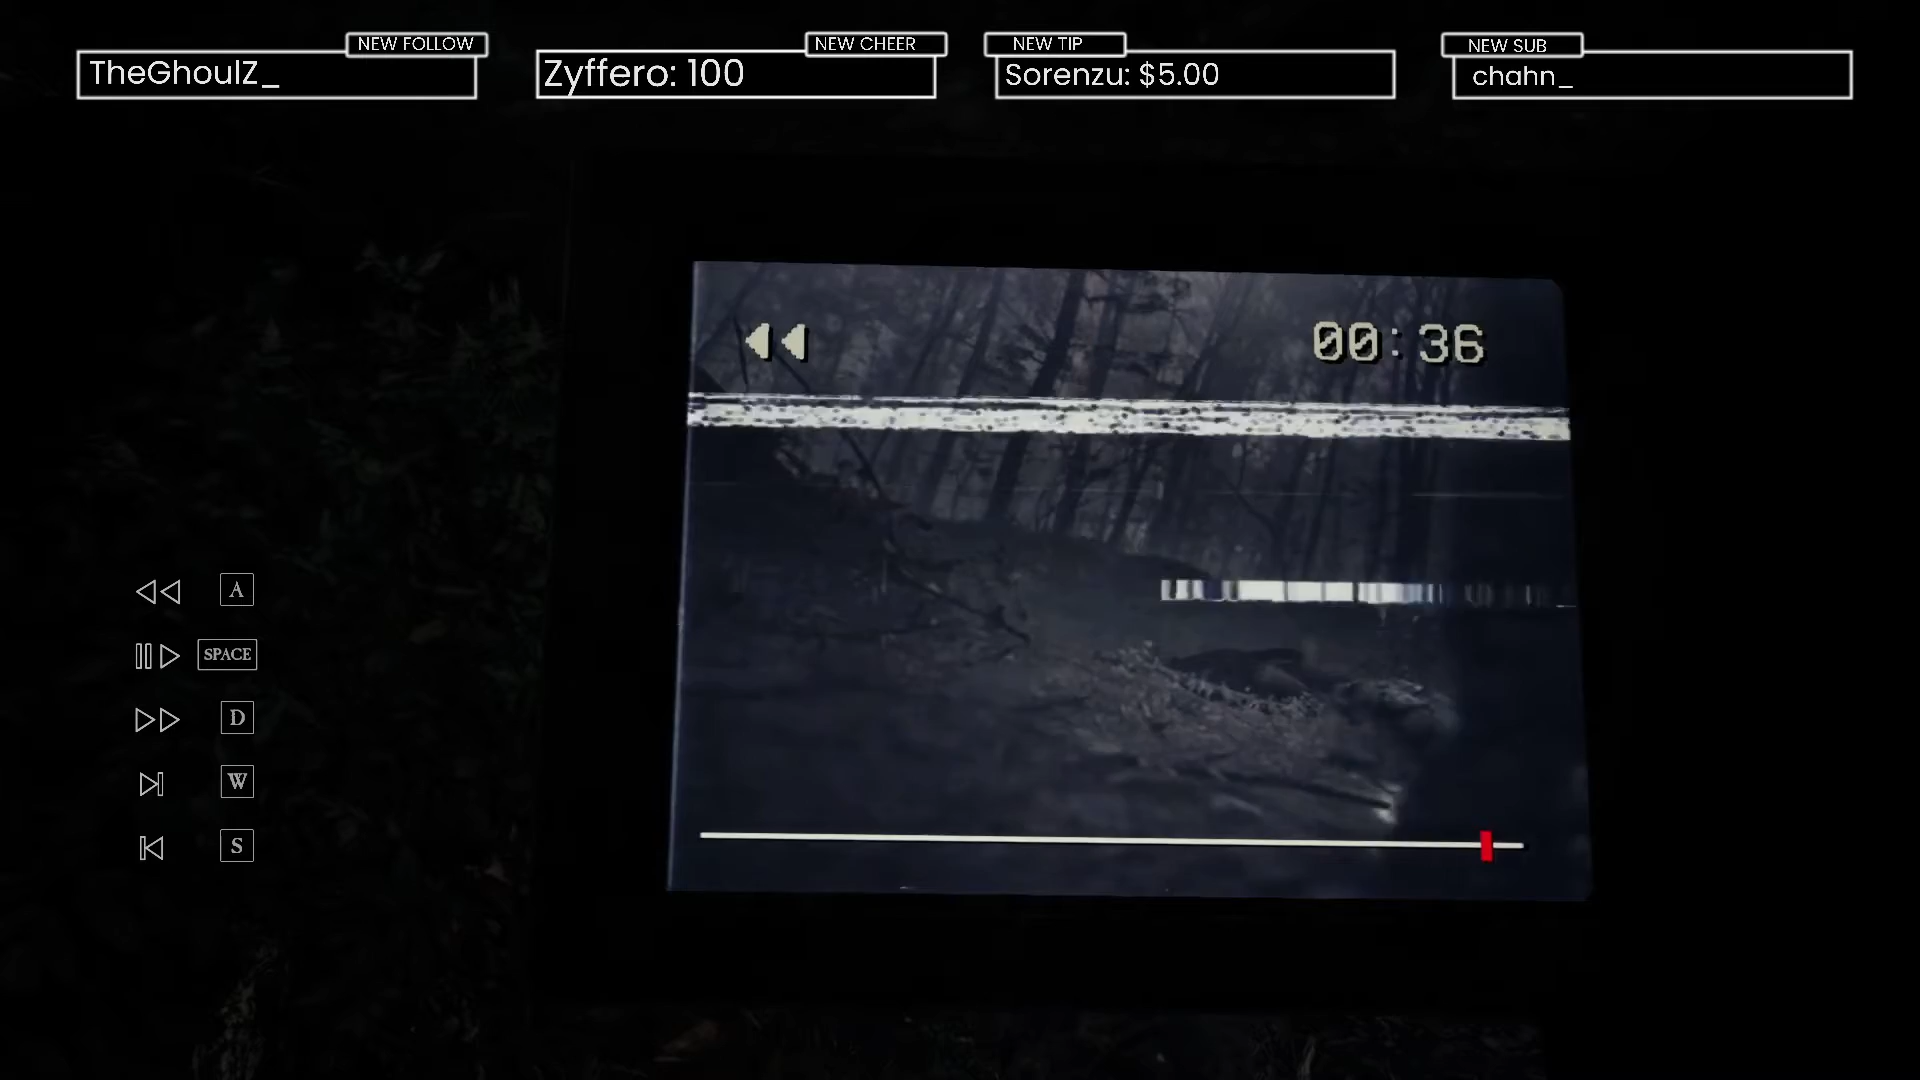 NEW FOLLOW
TheGhoulZ_
NEW CHEER
Zyffero: 100
NEW TIP
Sorenzu: $5.00
NEW SUB
chahn_
00:36
A
SPACE
D
W
S